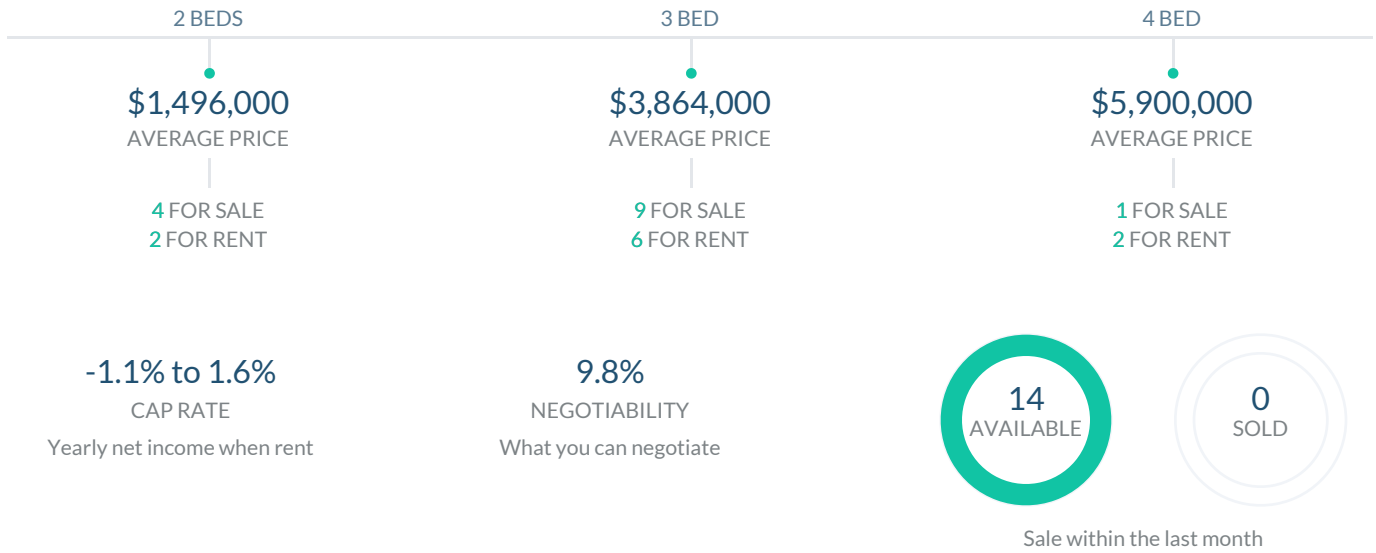 2 BEDS
3 BED
4 BED
$1,496,000
AVERAGE PRICE
4 FOR SALE
2 FOR RENT
$3,864,000
AVERAGE PRICE
9 FOR SALE
6 FOR RENT
$5,900,000
AVERAGE PRICE
1 FOR SALE
2 FOR RENT
-1.1% to 1.6%
CAP RATE
Yearly net income when rent
9.8%
NEGOTIABILITY
What you can negotiate
14
AVAILABLE
0
SOLD
Sale within the last month